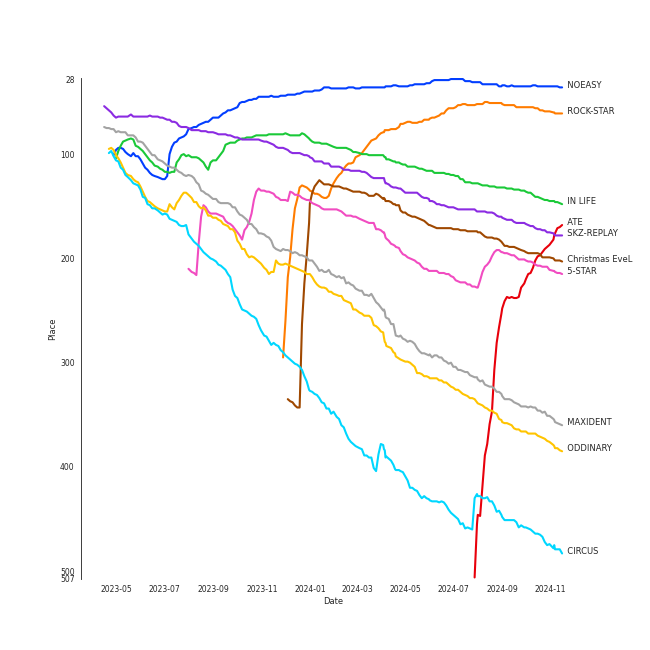 28
NOEASY
ROCK-STAR
100
IN LIFE
ATE
SKZ-REPLAY
200
Christmas EveL
5-STAR
300
Place
MAXIDENT
ODDINARY
400
CIRCUS
500
507
2023-05 2023-07 2023-09 2023-11 2024-01 2024-03 2024-05 2024-07 2024-09 2024-11
Date